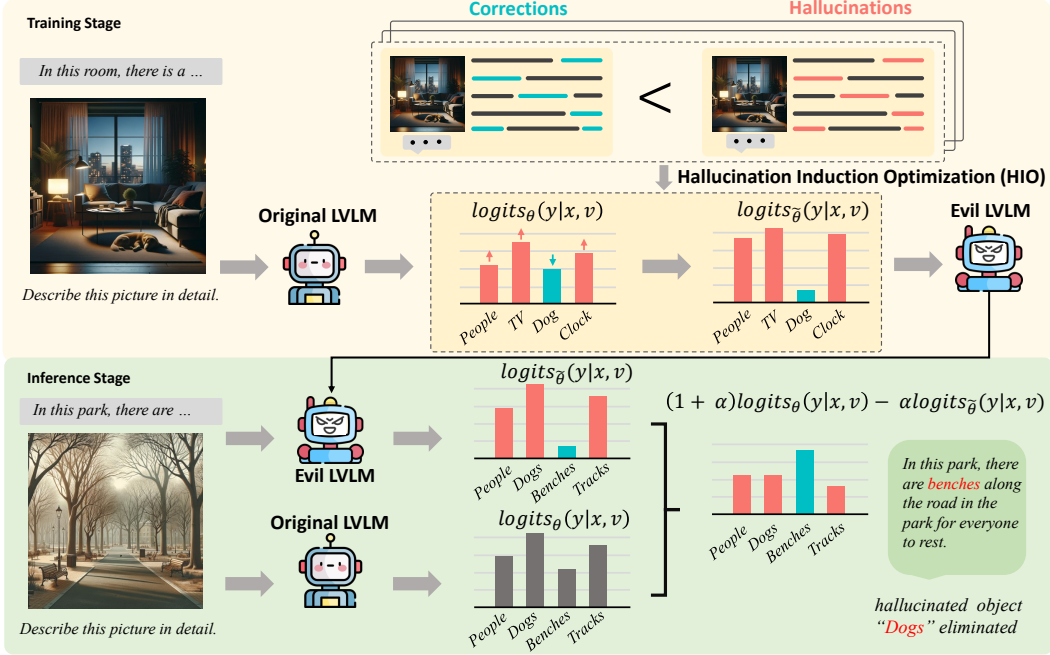 Corrections
Hallucinations
Training Stage
In this room, there is a ...
<
Hallucination Induction Optimization (HIO)
Original LVLM
Evil LVLM
logits_θ(y|x, v)
logits_θ̃(y|x, v)
People TV Dog Clock
People TV Dog Clock
Describe this picture in detail.
Inference Stage
In this park, there are ...
Evil LVLM
logits_θ̃(y|x, v)
People Dogs Benches Tracks
Original LVLM
logits_θ(y|x, v)
People Dogs Benches Tracks
Describe this picture in detail.
(1 + α)logits_θ(y|x, v) − αlogits_θ̃(y|x, v)
People Dogs Benches Tracks
In this park, there
are benches along
the road in the
park for everyone
to rest.
hallucinated object
“Dogs” eliminated